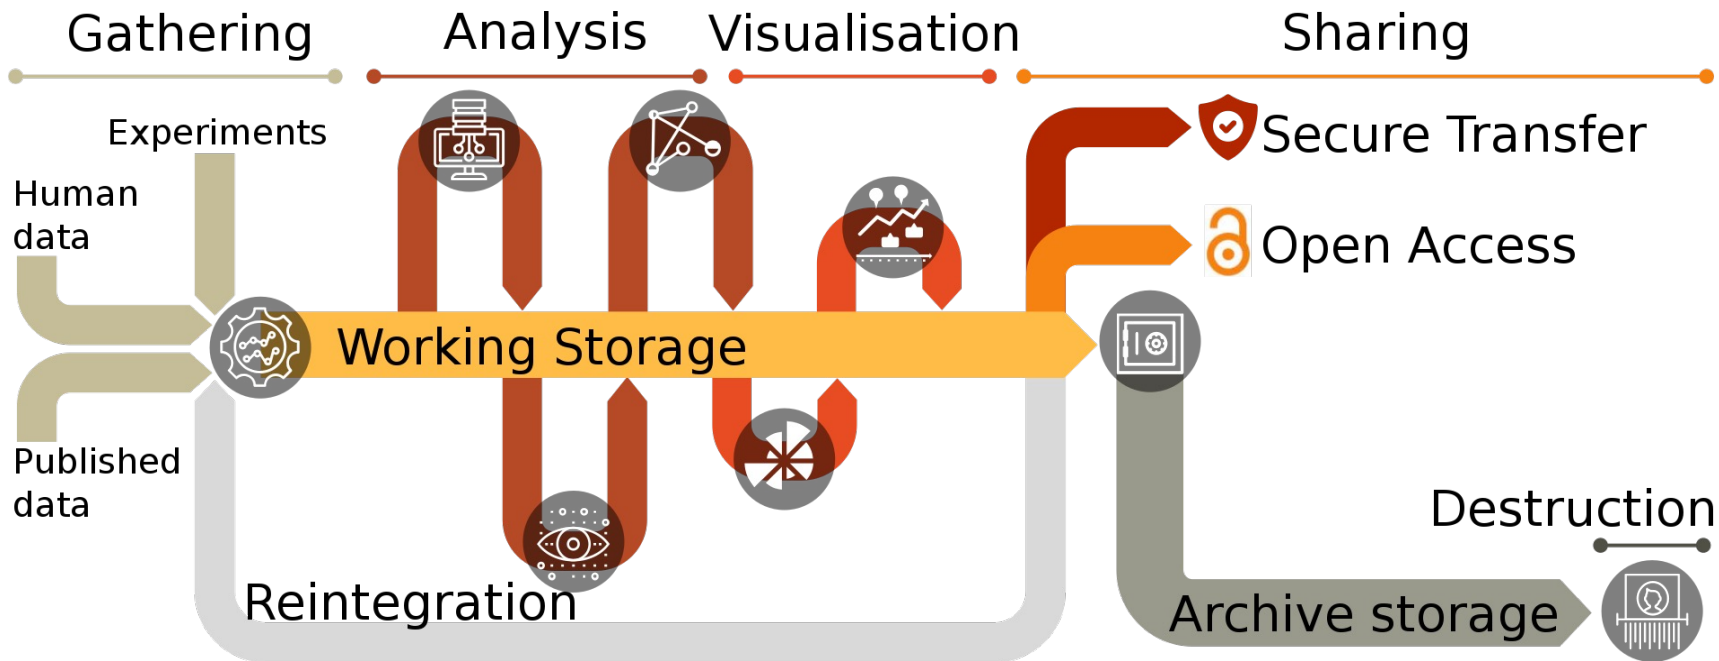 Gathering
Analysis
Visualisation
Sharing
Experiments
Human
data
Published
data
Working Storage
Reintegration
Secure Transfer
Open Access
Destruction
Archive storage